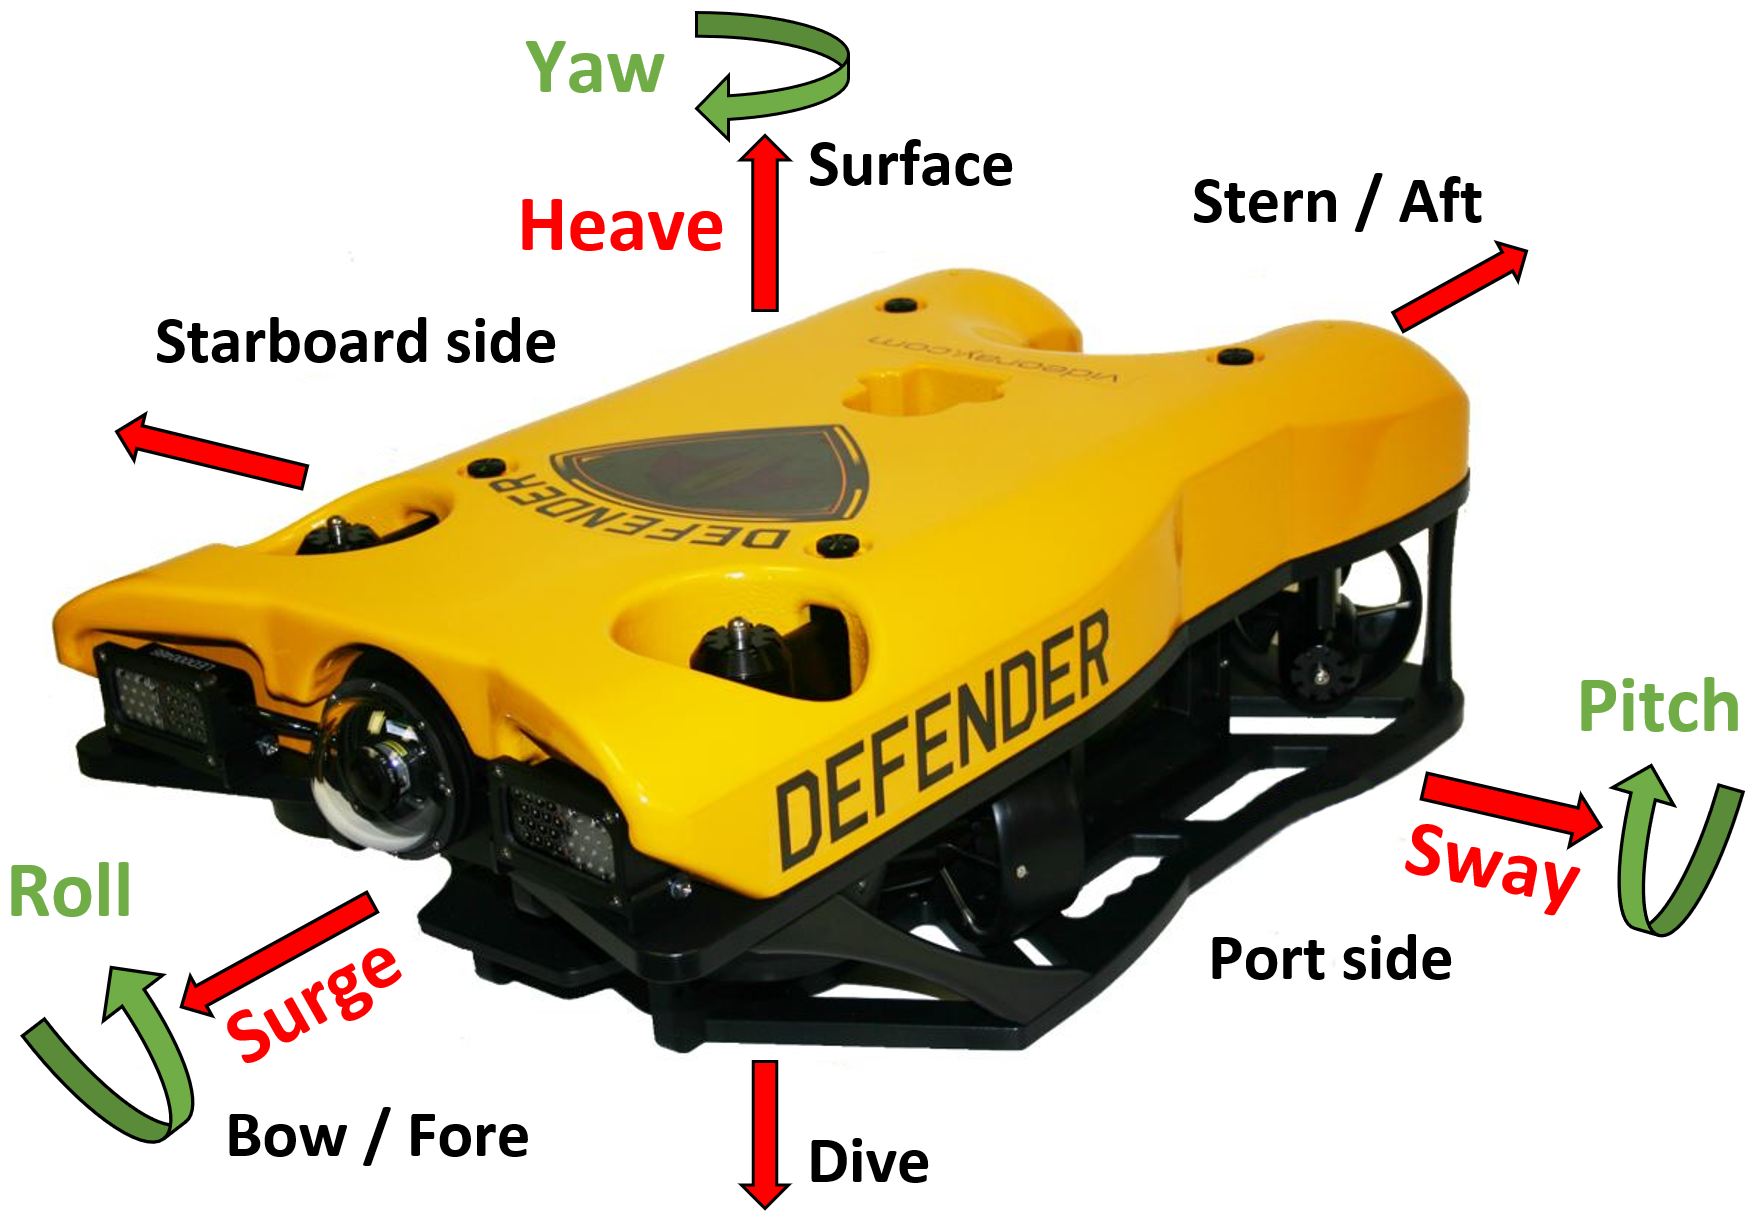 Yaw
Surface
Heave
Stern / Aft
Starboard side
videoray.com
DEFENDER
DEFENDER
Pitch
Sway
Roll
Surge
Port side
Bow / Fore
Dive